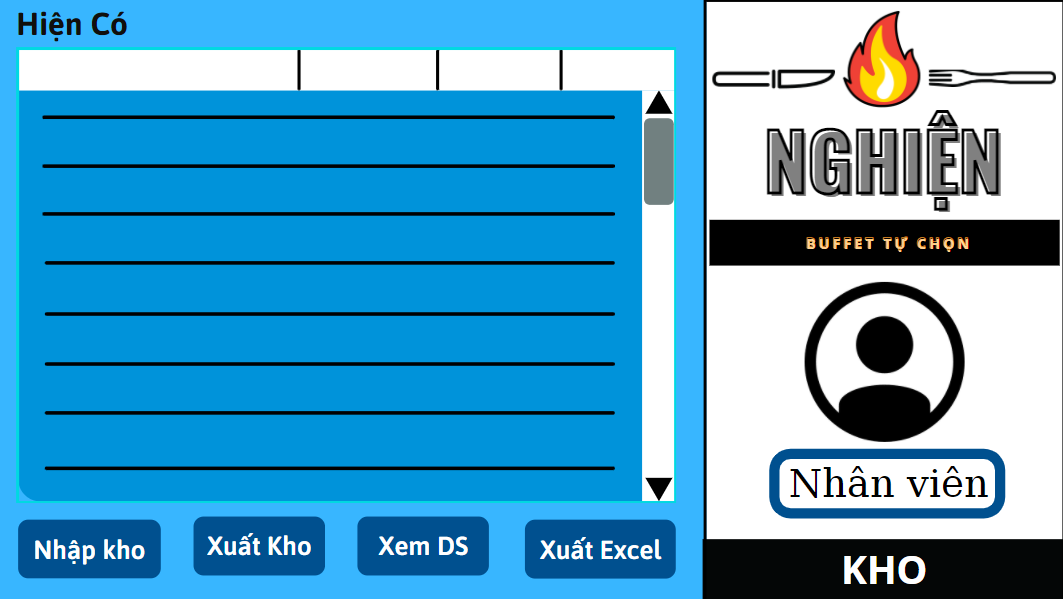 Hiện Có
Nhập kho
Xuất Kho
Xem DS
Xuất Excel
NGHIỆN
BUFFET TỰ CHỌN
Nhân viên
KHO